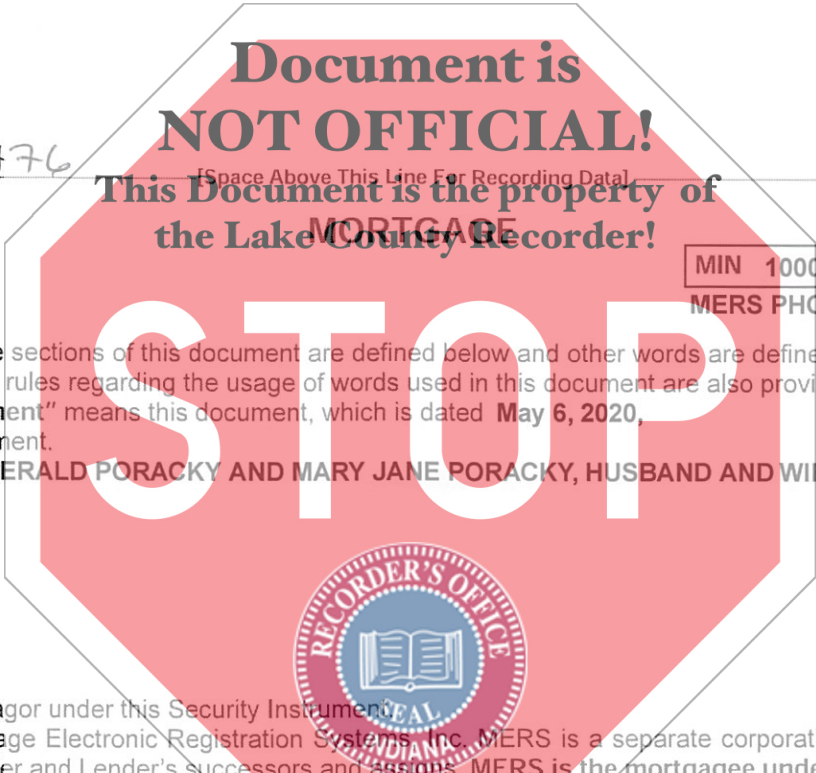 Document is
NOT OFFICIAL!
76
[Space Above This Line For Recording Data]
This Document is the property of
MORTGAGE
the Lake County Recorder!
MIN 1000
MERS PHO
STOP
sections of this document are defined below and other words are define
rules regarding the usage of words used in this document are also provi
ent" means this document, which is dated May 6, 2020,
ment.
ERALD PORACKY AND MARY JANE PORACKY, HUSBAND AND WI
RECORDER'S OFFICE
SEAL
INDIANA
agor under this Security Instrument.
age Electronic Registration Systems, Inc. MERS is a separate corporat
er and Lender's successors and assigns. MERS is the mortgagee unde